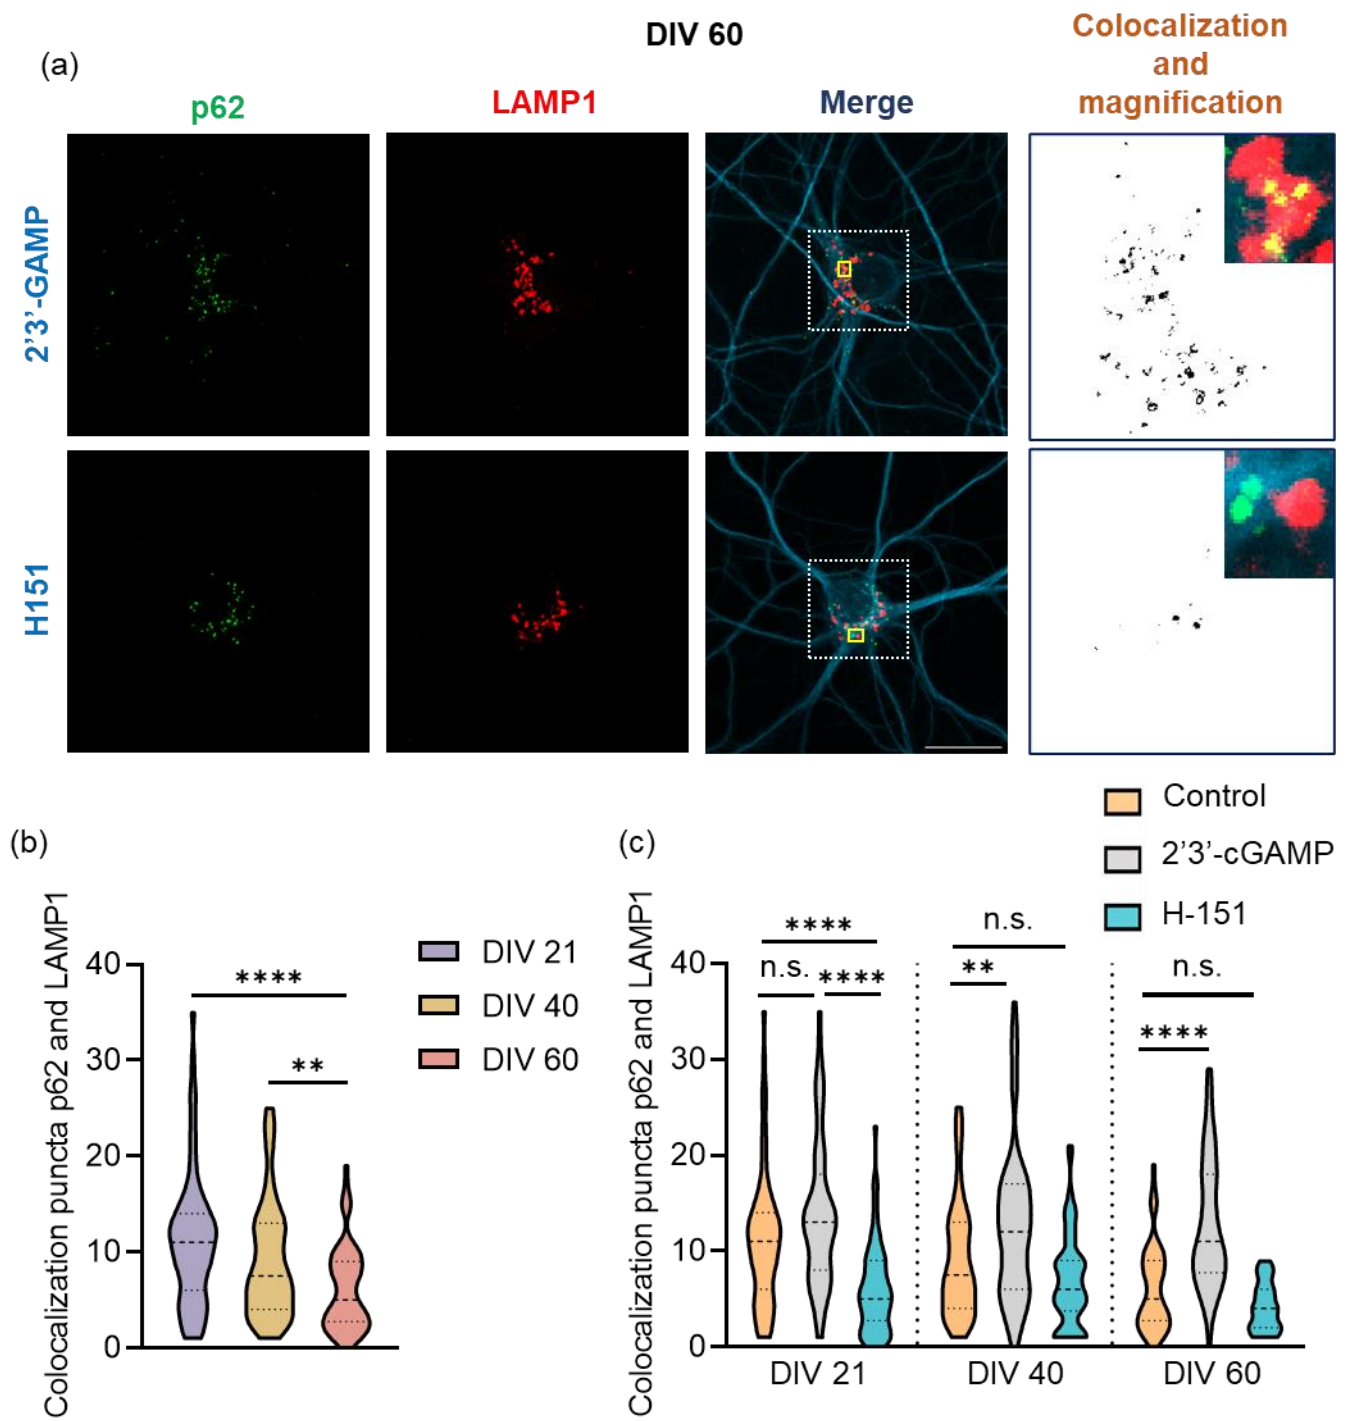 DIV 60
Colocalization
and
magnification
(a)
p62
LAMP1
Merge
2’3’-GAMP
H151
Control
2’3’-cGAMP
H-151
(b)
Colocalization puncta p62 and LAMP1
40
30
20
10
0
****
**
DIV 21
DIV 40
DIV 60
(c)
Colocalization puncta p62 and LAMP1
40
30
20
10
0
****
n.s.
****
n.s.
**
n.s.
****
DIV 21
DIV 40
DIV 60